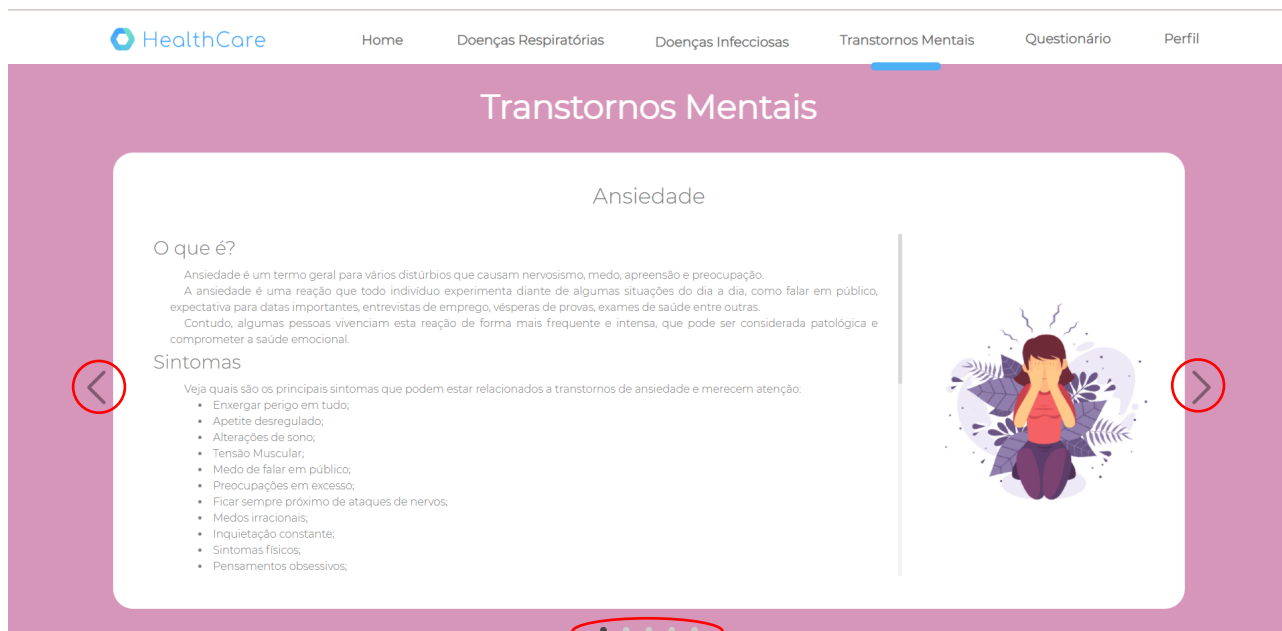 HealthCare
Home
Doenças Respiratórias
Doenças Infecciosas
Transtornos Mentais
Questionário
Perfil
Transtornos Mentais
Ansiedade
O que é?
Ansiedade é um termo geral para vários distúrbios que causam nervosismo, medo, apreensão e preocupação.
A ansiedade é uma reação que todo indivíduo experimenta diante de algumas situações do dia a dia, como falar em público,
expectativa para datas importantes, entrevistas de emprego, vésperas de provas, exames de saúde entre outras.
Contudo, algumas pessoas vivenciam esta reação de forma mais frequente e intensa, que pode ser considerada patológica e
comprometer a saúde emocional.
Sintomas
Veja quais são os principais sintomas que podem estar relacionados a transtornos de ansiedade e merecem atenção:
• Enxergar perigo em tudo;
• Apetite desregulado;
• Alterações de sono;
• Tensão Muscular;
• Medo de falar em público;
• Preocupações em excesso;
• Ficar sempre próximo de ataques de nervos;
• Medos irracionais;
• Inquietação constante;
• Sintomas físicos;
• Pensamentos obsessivos;